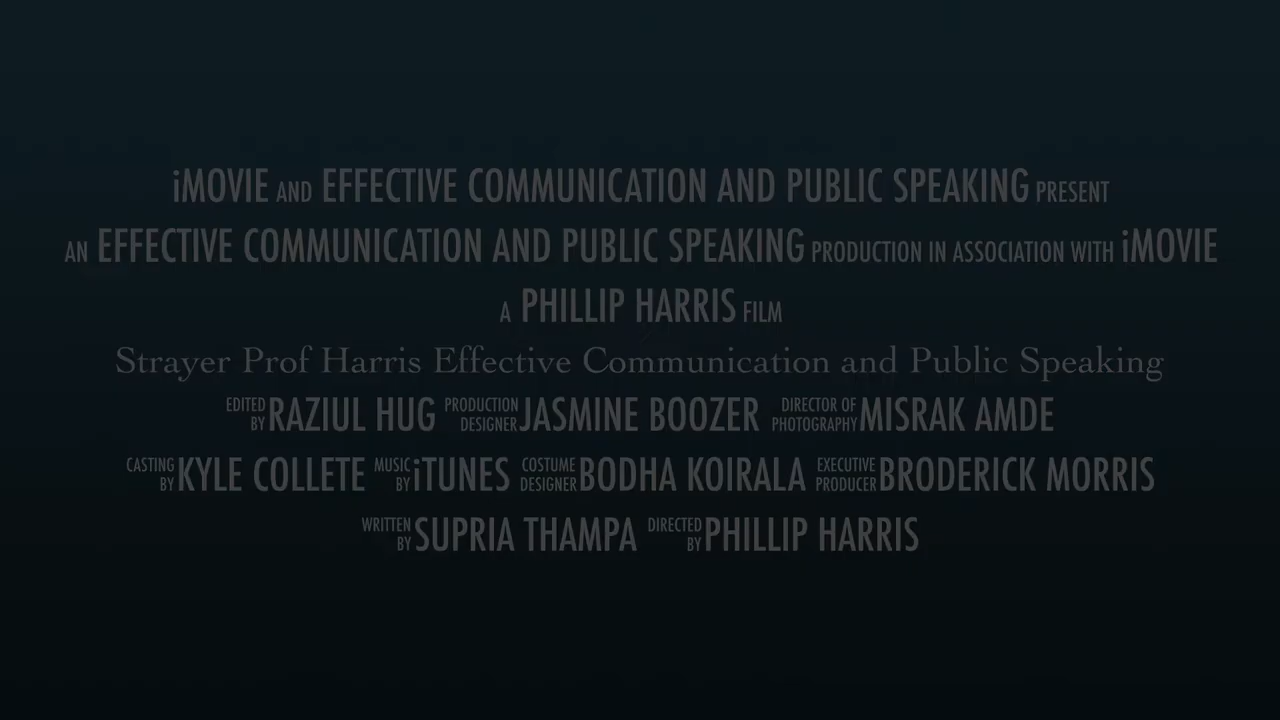 iMOVIE AND EFFECTIVE COMMUNICATION AND PUBLIC SPEAKING PRESENT
AN EFFECTIVE COMMUNICATION AND PUBLIC SPEAKING PRODUCTION IN ASSOCIATION WITH iMOVIE
A PHILLIP HARRIS FILM
Strayer Prof Harris Effective Communication and Public Speaking
EDITED BY RAZIUL HUG PRODUCTION DESIGNER JASMINE BOOZER DIRECTOR OF PHOTOGRAPHY MISRAK AMDE
CASTING BY KYLE COLLETE MUSIC BY iTUNES COSTUME DESIGNER BODHA KOIRALA EXECUTIVE PRODUCER BRODERICK MORRIS
WRITTEN BY SUPRIA THAMPA DIRECTED BY PHILLIP HARRIS